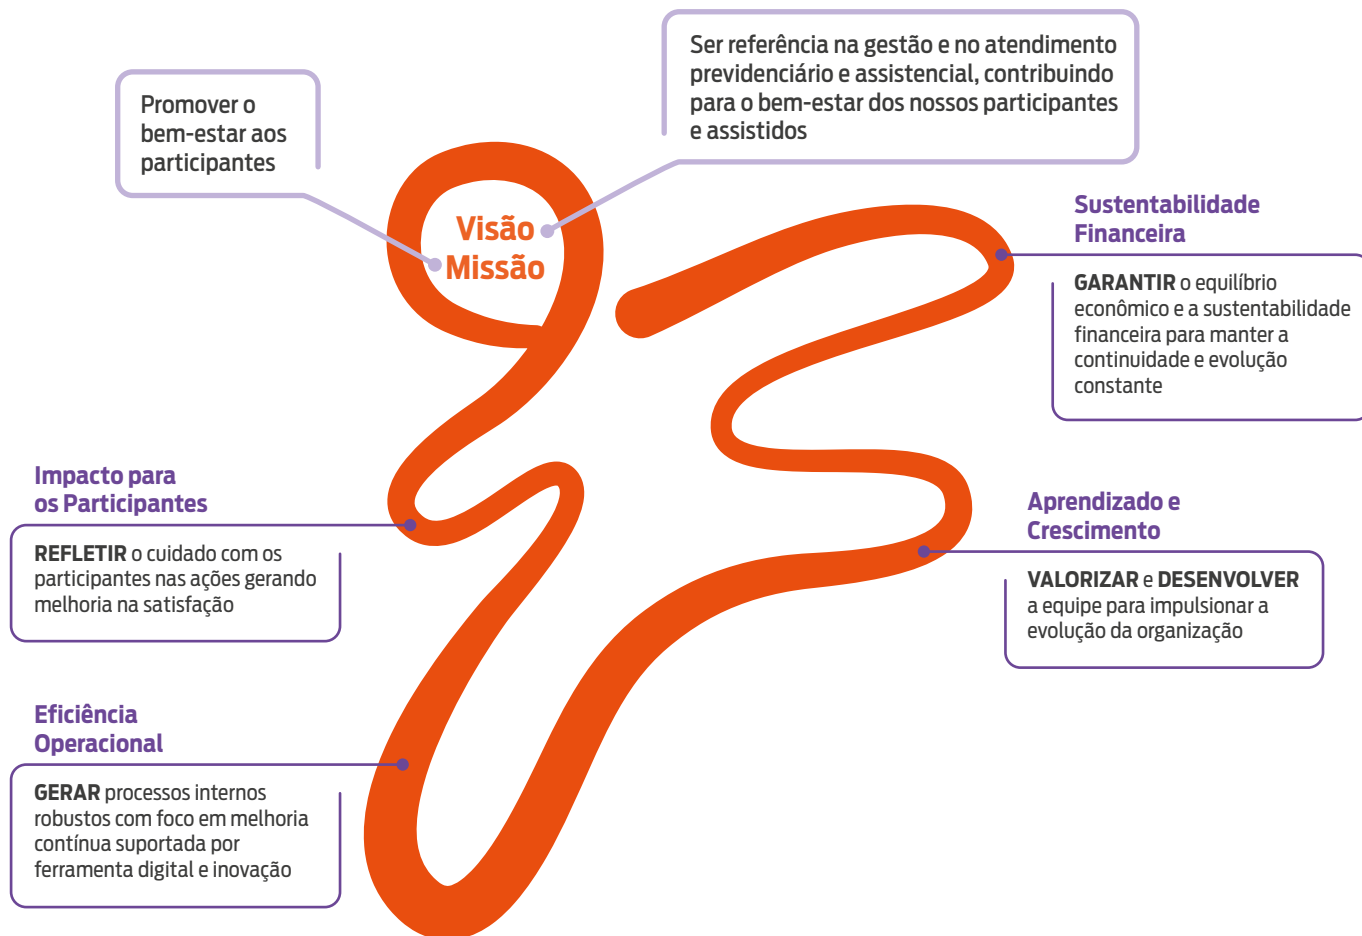 Promover o
bem-estar aos
participantes
Ser referência na gestão e no atendimento
previdenciário e assistencial, contribuindo
para o bem-estar dos nossos participantes
e assistidos
Visão
Missão
Sustentabilidade
Financeira
GARANTIR o equilíbrio
econômico e a sustentabilidade
financeira para manter a
continuidade e evolução
constante
Impacto para
os Participantes
REFLETIR o cuidado com os
participantes nas ações gerando
melhoria na satisfação
Aprendizado e
Crescimento
VALORIZAR e DESENVOLVER
a equipe para impulsionar a
evolução da organização
Eficiência
Operacional
GERAR processos internos
robustos com foco em melhoria
contínua suportada por
ferramenta digital e inovação